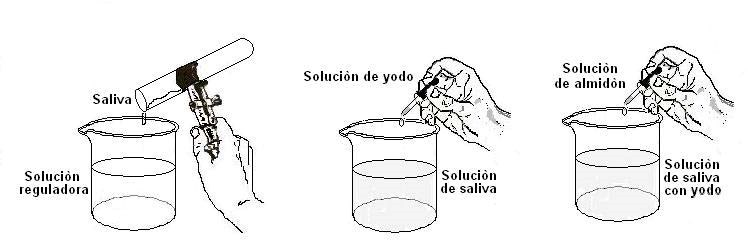 Saliva
Solución
reguladora
Solución de yodo
Solución
de saliva
Solución
de almidón
Solución
de saliva
con yodo